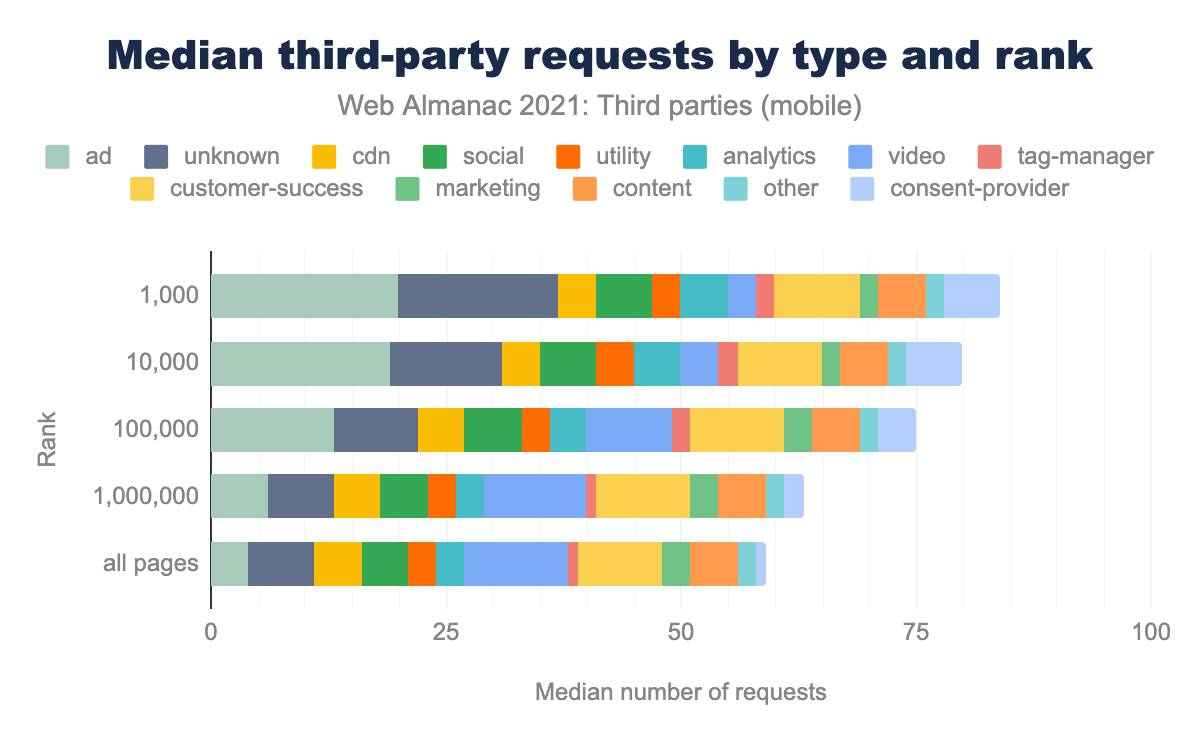 Median third-party requests by type and rank
Web Almanac 2021: Third parties (mobile)
ad unknown cdn social utility analytics video tag-manager
customer-success marketing content other consent-provider
Rank
1,000
10,000
100,000
1,000,000
all pages
0 25 50 75 100
Median number of requests